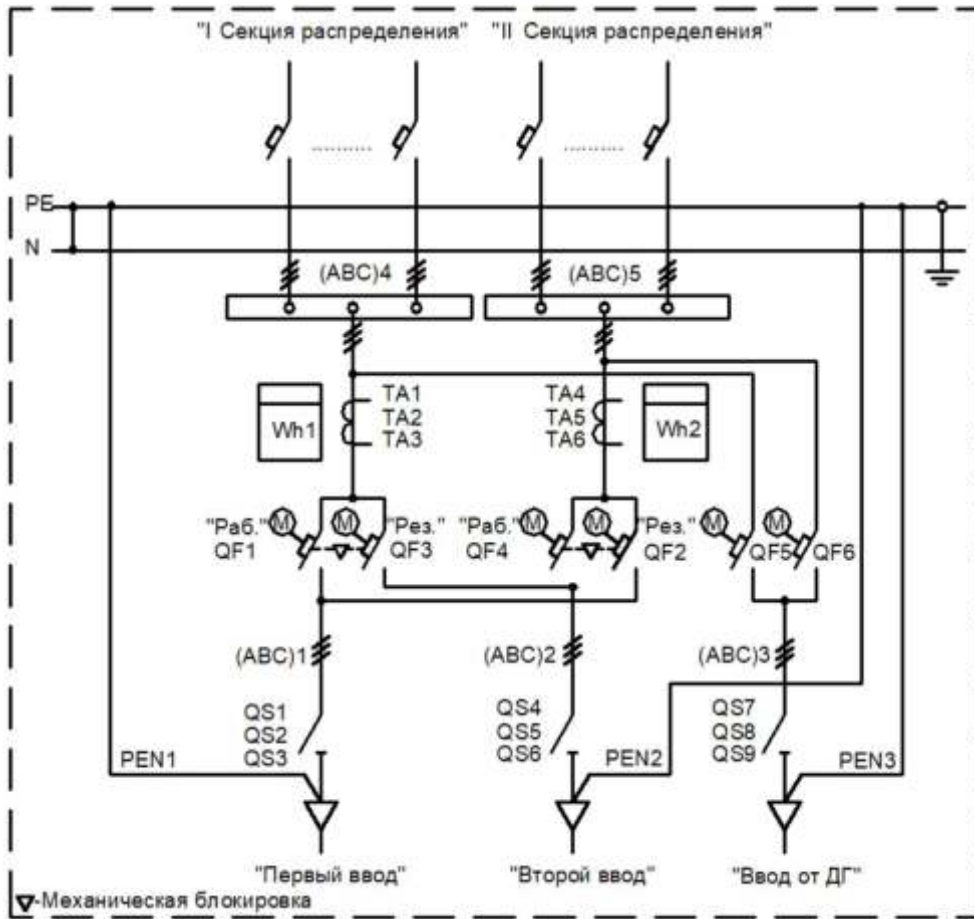 "I Секция распределения" "II Секция распределения"
PE
N
(ABC)4
(ABC)5
Wh1
TA1
TA2
TA3
TA4
TA5
TA6
Wh2
"Раб."
QF1
M
M
"Рез."
QF3
"Раб."
QF4
M
M
"Рез."
QF2
M
QF5
M
QF6
(ABC)1
(ABC)2
(ABC)3
QS1
QS2
QS3
QS4
QS5
QS6
QS7
QS8
QS9
PEN1
PEN2
PEN3
"Первый ввод"
"Второй ввод"
"Ввод от ДГ"
-Механическая блокировка